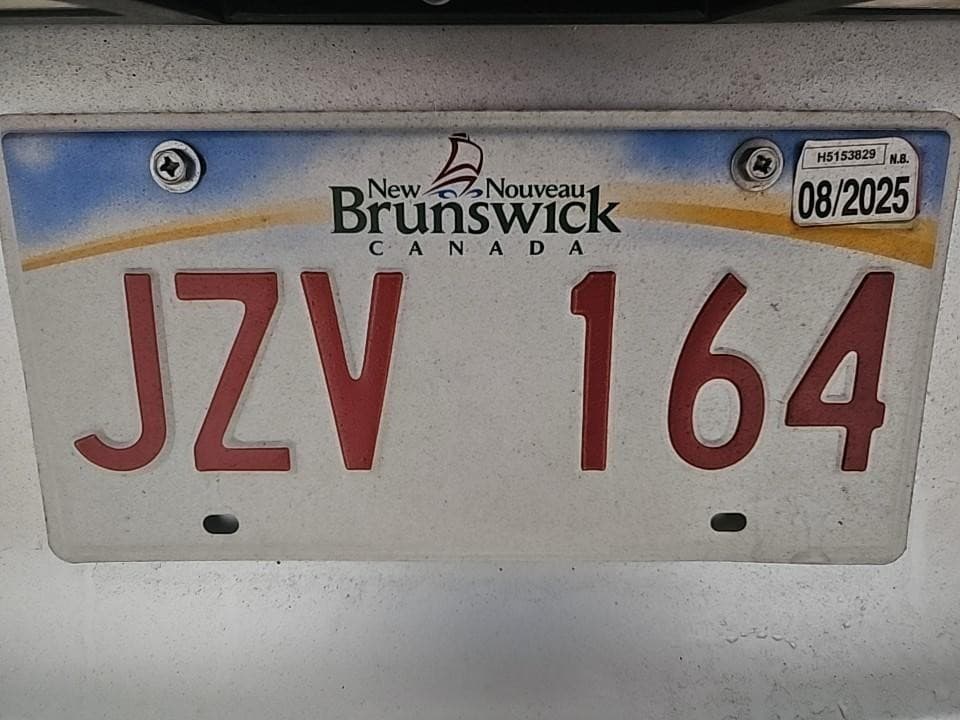 New Nouveau
Brunswick
CANADA
H5153829 N.B.
08/2025
JZV 164